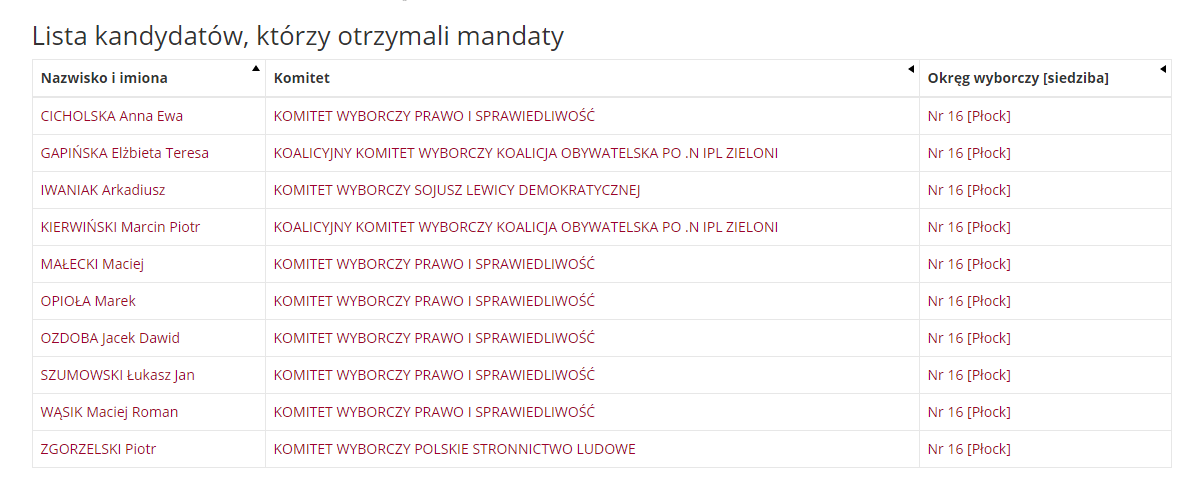 Lista kandydatów, którzy otrzymali mandaty
Nazwisko i imiona Komitet Okręg wyborczy [siedziba]
CICHOLSKA Anna Ewa KOMITET WYBORCZY PRAWO I SPRAWIEDLIWOŚĆ Nr 16 [Płock]
GAPIŃSKA Elżbieta Teresa KOALICYJNY KOMITET WYBORCZY KOALICJA OBYWATELSKA PO .N IPL ZIELONI Nr 16 [Płock]
IWANIAK Arkadiusz KOMITET WYBORCZY SOJUSZ LEWICY DEMOKRATYCZNEJ Nr 16 [Płock]
KIERWIŃSKI Marcin Piotr KOALICYJNY KOMITET WYBORCZY KOALICJA OBYWATELSKA PO .N IPL ZIELONI Nr 16 [Płock]
MAŁECKI Maciej KOMITET WYBORCZY PRAWO I SPRAWIEDLIWOŚĆ Nr 16 [Płock]
OPIOŁA Marek KOMITET WYBORCZY PRAWO I SPRAWIEDLIWOŚĆ Nr 16 [Płock]
OZDOBA Jacek Dawid KOMITET WYBORCZY PRAWO I SPRAWIEDLIWOŚĆ Nr 16 [Płock]
SZUMOWSKI Łukasz Jan KOMITET WYBORCZY PRAWO I SPRAWIEDLIWOŚĆ Nr 16 [Płock]
WĄSIK Maciej Roman KOMITET WYBORCZY PRAWO I SPRAWIEDLIWOŚĆ Nr 16 [Płock]
ZGORZELSKI Piotr KOMITET WYBORCZY POLSKIE STRONNICTWO LUDOWE Nr 16 [Płock]